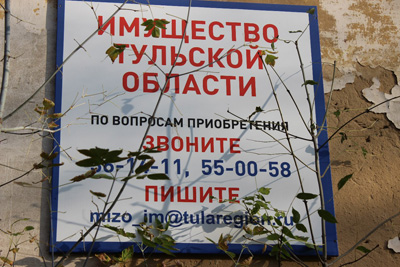 ИМУЩЕСТВО
ТУЛЬСКОЙ
ОБЛАСТИ
ПО ВОПРОСАМ ПРИОБРЕТЕНИЯ
ЗВОНИТЕ
55-00-58
ПИШИТЕ
mizo_im@tularegion.ru